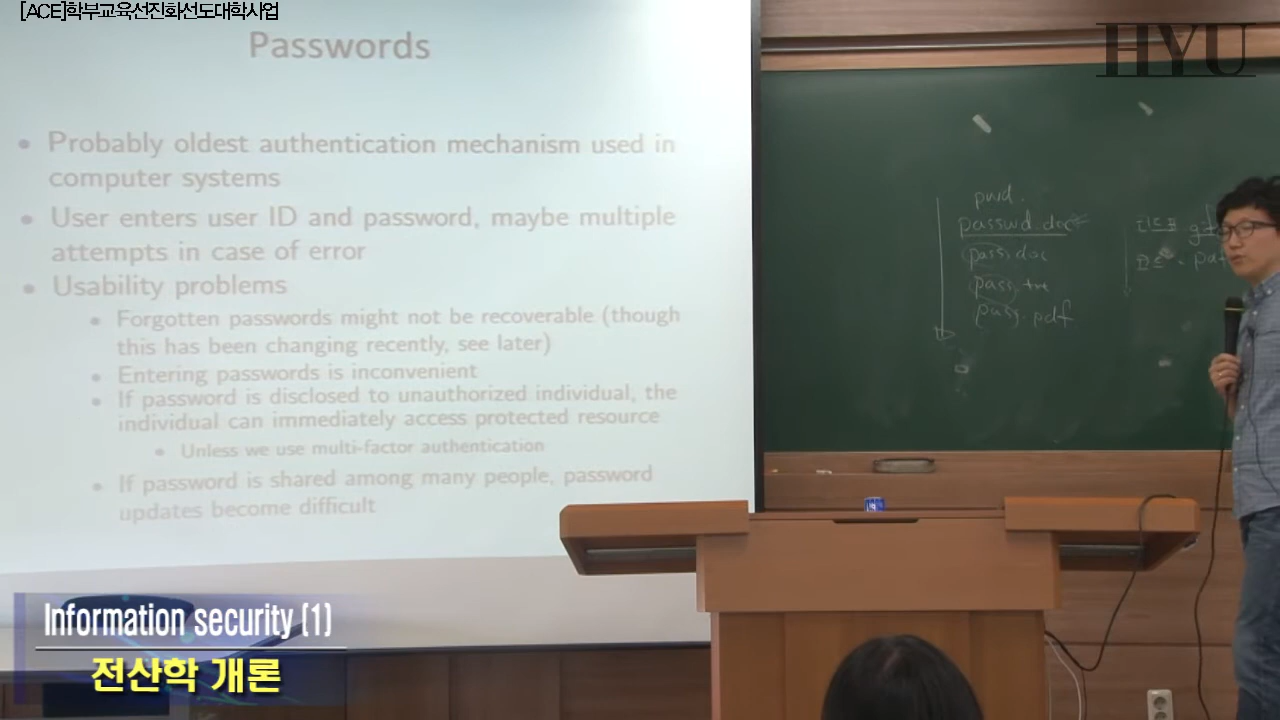 [ACE]학부교육선진화선도대학사업
HYU
Passwords
• Probably oldest authentication mechanism used in
computer systems
• User enters user ID and password, maybe multiple
attempts in case of error
• Usability problems
• Forgotten passwords might not be recoverable (though
this has been changing recently, see later)
• Entering passwords is inconvenient
• If password is disclosed to unauthorized individual, the
individual can immediately access protected resource
• Unless we use multi-factor authentication
• If password is shared among many people, password
updates become difficult
pwd.
passwd.doc
pass.doc
pass.txt
pass.pdf
Information security (1)
전산학 개론